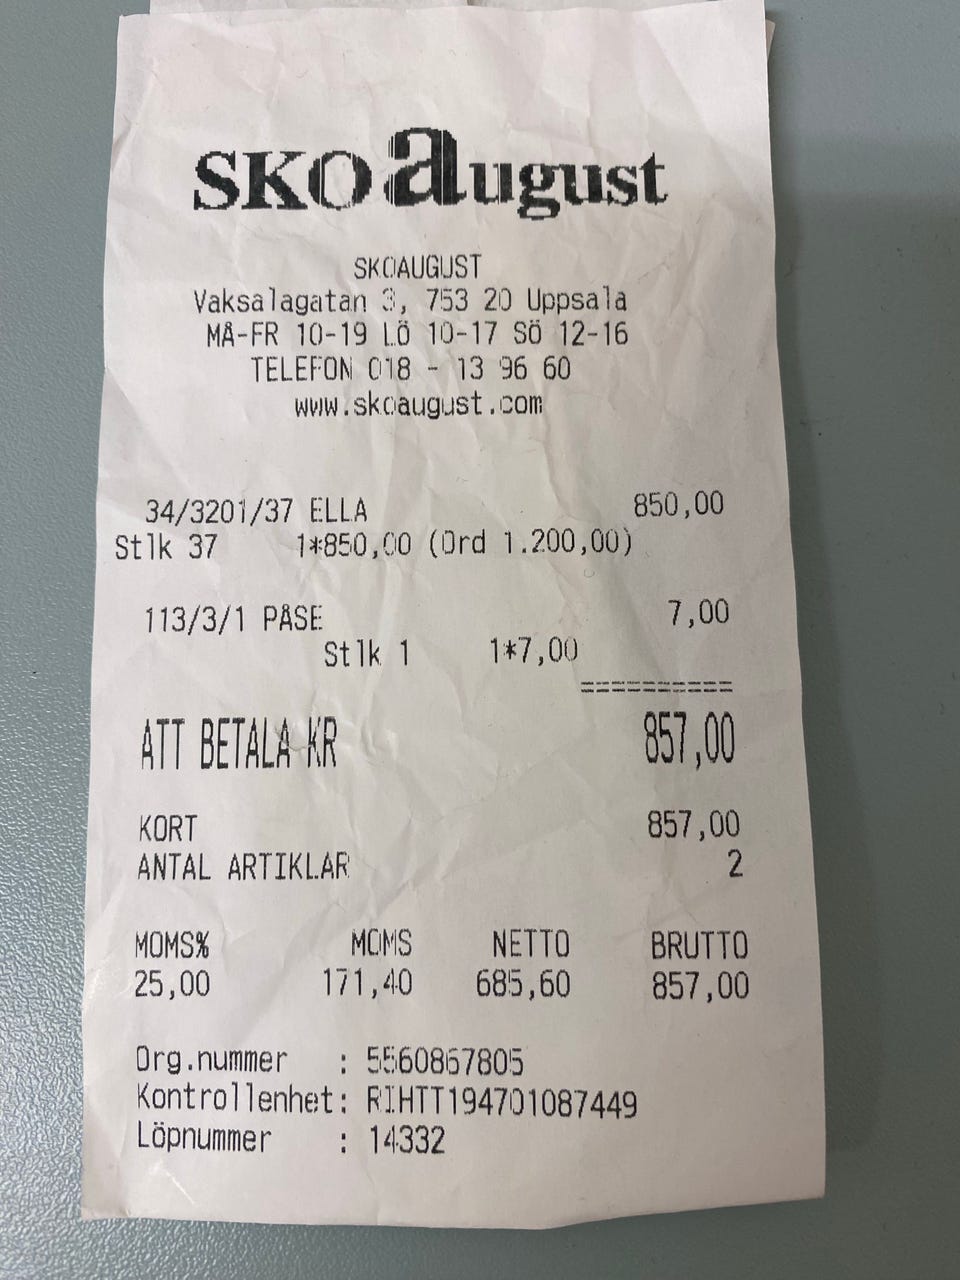 SKO august
SKOAUGUST
Vaksalagatan 3, 753 20 Uppsala
MÅ-FR 10-19 LÖ 10-17 SÖ 12-16
TELEFON 018 - 13 96 60
www.skoaugust.com
34/3201/37 ELLA 850,00
Stlk 37 1*850,00 (Ord 1.200,00)
113/3/1 PÅSE 7,00
Stlk 1 1*7,00
ATT BETALA KR 857,00
KORT 857,00
ANTAL ARTIKLAR 2
MOMS% MOMS NETTO BRUTTO
25,00 171,40 685,60 857,00
Org.nummer : 5560867805
Kontrollenhet: RIHTT194701087449
Löpnummer : 14332